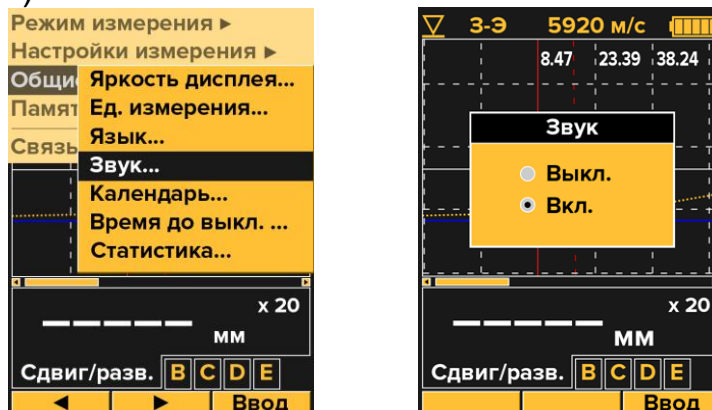 Режим измерения ►
Настройки измерения ►
Общи
Яркость дисплея...
Памят
Ед. измерения...
Язык...
Связь
Звук...
Календарь...
Время до выкл. ...
Статистика...
x 20
мм
Сдвиг/разв. B C D E
◄ ► Ввод
З-Э 5920 м/с
8.47 23.39 38.24
Звук
Выкл.
Вкл.
x 20
мм
Сдвиг/разв. B C D E
Ввод